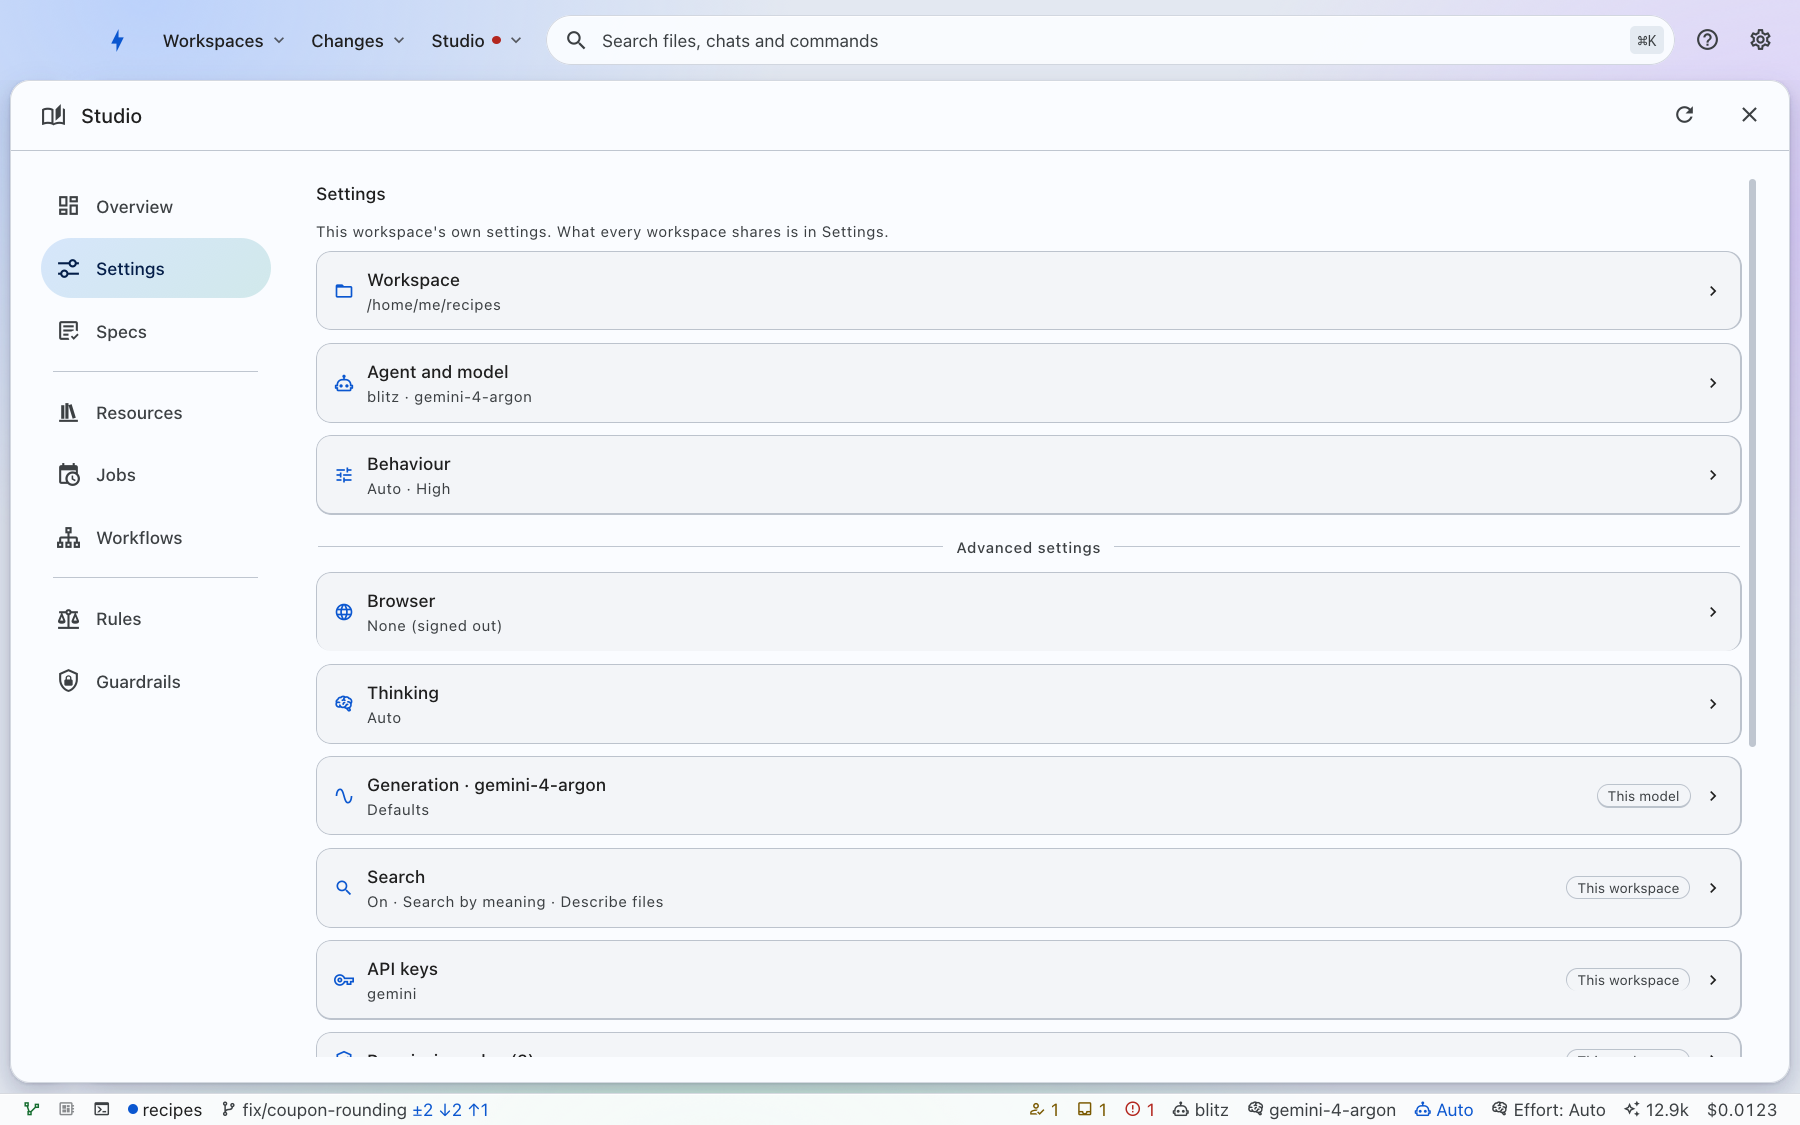 Workspaces
Changes
Studio
Search files, chats and commands
⌘K
Studio
Overview
Settings
Specs
Resources
Jobs
Workflows
Rules
Guardrails
Settings
This workspace's own settings. What every workspace shares is in Settings.
Workspace
/home/me/recipes
Agent and model
blitz · gemini-4-argon
Behaviour
Auto · High
Advanced settings
Browser
None (signed out)
Thinking
Auto
Generation · gemini-4-argon
Defaults
This model
Search
On · Search by meaning · Describe files
This workspace
API keys
gemini
This workspace
recipes
fix/coupon-rounding ±2 ↓2 ↑1
1
1
1
blitz
gemini-4-argon
Auto
Effort: Auto
12.9k
$0.0123